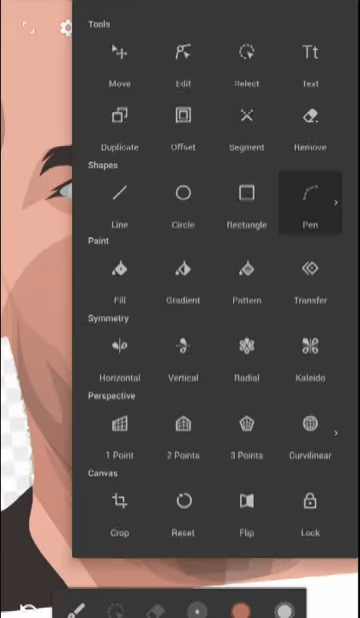 Tools
Move Edit Select Text
Duplicate Offset Segment Remove
Shapes
Line Circle Rectangle Pen
Paint
Fill Gradient Pattern Transfer
Symmetry
Horizontal Vertical Radial Kaleido
Perspective
1 Point 2 Points 3 Points Curvilinear
Canvas
Crop Reset Flip Lock